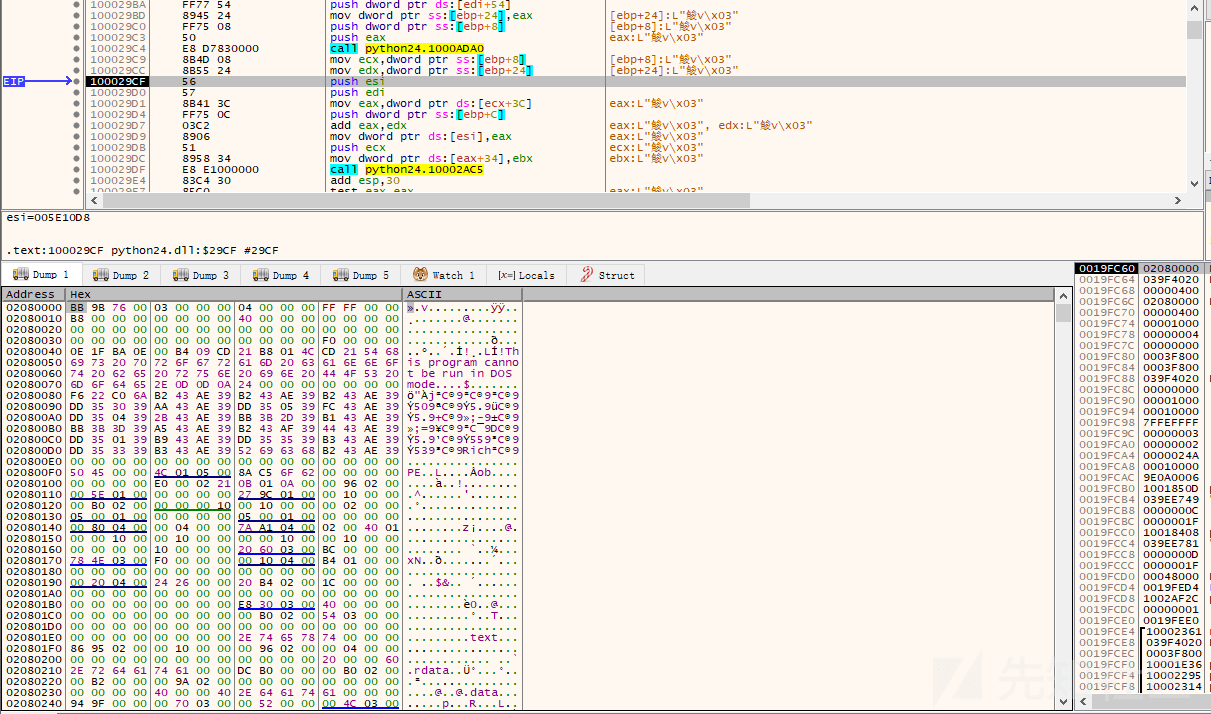 100029BA FF77 54 push dword ptr ds:[edi+54]
100029BD 8945 24 mov dword ptr ss:[ebp+24],eax [ebp+24]:L"酸v\x03"
100029C0 FF75 08 push dword ptr ss:[ebp+8] [ebp+8]:L"酸v\x03"
100029C3 50 push eax eax:L"酸v\x03"
100029C4 E8 D7830000 call python24.1000ADA0
100029C9 8B4D 08 mov ecx,dword ptr ss:[ebp+8] [ebp+8]:L"酸v\x03"
100029CC 8B55 24 mov edx,dword ptr ss:[ebp+24] [ebp+24]:L"酸v\x03"
EIP 100029CF 56 push esi
100029D0 57 push edi
100029D1 8B41 3C mov eax,dword ptr ds:[ecx+3C] eax:L"酸v\x03"
100029D4 FF75 0C push dword ptr ss:[ebp+C]
100029D7 03C2 add eax,edx eax:L"酸v\x03", edx:L"酸v\x03"
100029D9 8906 mov dword ptr ds:[esi],eax eax:L"酸v\x03"
100029DB 51 push ecx ecx:L"酸v\x03"
100029DC 8958 34 mov dword ptr ds:[eax+34],ebx ebx:L"酸v\x03"
100029DF E8 E1000000 call python24.10002AC5
100029E4 83C4 30 add esp,30
100029E7 85C0 test eax,eax eax:L"酸v\x03"
esi=005E10D8
.text:100029CF python24.dll:$29CF #29CF
Dump 1 Dump 2 Dump 3 Dump 4 Dump 5 Watch 1 [x=] Locals Struct
Address Hex ASCII
02080000 BB 9B 76 00 03 00 00 00 04 00 00 00 FF FF 00 00 ».v.........ÿÿ..
02080010 B8 00 00 00 00 00 00 00 40 00 00 00 00 00 00 00 ¸.......@.......
02080020 00 00 00 00 00 00 00 00 00 00 00 00 00 00 00 00 ................
02080030 00 00 00 00 00 00 00 00 00 00 00 00 F0 00 00 00 ............ð...
02080040 0E 1F BA 0E 00 B4 09 CD 21 B8 01 4C CD 21 54 68 ..º..´.Í!¸.LÍ!Th
02080050 69 73 20 70 72 6F 67 72 61 6D 20 63 61 6E 6E 6F is program canno
02080060 74 20 62 65 20 72 75 6E 20 69 6E 20 44 4F 53 20 t be run in DOS
02080070 6D 6F 64 65 2E 0D 0D 0A 24 00 00 00 00 00 00 00 mode....$.......
02080080 F6 22 C0 6A B2 43 AE 39 B2 43 AE 39 B2 43 AE 39 ö"Àj²C®9²C®9²C®9
02080090 DD 35 30 39 AA 43 AE 39 DD 35 05 39 FC 43 AE 39 Ý509ªC®9Ý5.9üC®9
020800A0 DD 35 04 39 2B 43 AE 39 BB 3B 2D 39 B1 43 AE 39 Ý5.9+C®9»;-9±C®9
020800B0 BB 3B 3D 39 A5 43 AE 39 B2 43 AF 39 44 43 AE 39 »;=9¥C®9²C¯9DC®9
020800C0 DD 35 01 39 B9 43 AE 39 DD 35 35 39 B3 43 AE 39 Ý5.9¹C®9Ý559³C®9
020800D0 DD 35 33 39 B3 43 AE 39 52 69 63 68 B2 43 AE 39 Ý539³C®9Rich²C®9
020800E0 00 00 00 00 00 00 00 00 00 00 00 00 00 00 00 00 ................
020800F0 50 45 00 00 4C 01 05 00 8A C5 6F 62 00 00 00 00 PE..L....Åob....
02080100 00 00 00 00 E0 00 02 21 0B 01 0A 00 00 96 02 00 ....à..!........
02080110 00 5E 01 00 00 00 00 00 27 9C 01 00 00 10 00 00 .^......'.......
02080120 00 B0 02 00 00 00 00 10 00 10 00 00 00 02 00 00 .°..............
02080130 05 00 01 00 00 00 00 00 05 00 01 00 00 00 00 00 ................
02080140 00 80 04 00 00 04 00 00 7A A1 04 00 02 00 40 01 ........z¡....@.
02080150 00 00 10 00 00 10 00 00 00 00 10 00 00 10 00 00 ................
02080160 00 00 00 00 10 00 00 00 20 60 03 00 BC 00 00 00 ........ `..¼...
02080170 78 4E 03 00 F0 00 00 00 00 10 04 00 B4 01 00 00 xN..ð.......´...
02080180 00 00 00 00 00 00 00 00 00 00 00 00 00 00 00 00 ................
02080190 00 20 04 00 24 26 00 00 20 B4 02 00 1C 00 00 00 . ..$&.. ´......
020801A0 00 00 00 00 00 00 00 00 00 00 00 00 00 00 00 00 ................
020801B0 00 00 00 00 00 00 00 00 E8 30 03 00 40 00 00 00 ........è0..@...
020801C0 00 00 00 00 00 00 00 00 00 B0 02 00 54 03 00 00 .........°..T...
020801D0 00 00 00 00 00 00 00 00 00 00 00 00 00 00 00 00 ................
020801E0 00 00 00 00 00 00 00 00 2E 74 65 78 74 00 00 00 .........text...
020801F0 86 95 02 00 00 10 00 00 00 96 02 00 00 04 00 00 ................
02080200 00 00 00 00 00 00 00 00 00 00 00 00 20 00 00 60 ............ ..`
02080210 2E 72 64 61 74 61 00 00 DC B0 00 00 00 B0 02 00 .rdata..Ü°...°..
02080220 00 B2 00 00 00 9A 02 00 00 00 00 00 00 00 00 00 .²..............
02080230 00 00 00 00 40 00 00 40 2E 64 61 74 61 00 00 00 ....@..@.data...
02080240 94 9F 00 00 00 70 03 00 00 52 00 00 00 4C 03 00 .....p...R...L..
0019FC60 02080000
0019FC64 039F4020
0019FC68 00000400
0019FC6C 02080000
0019FC70 00000400
0019FC74 00001000
0019FC78 00000004
0019FC7C 00000000
0019FC80 0003F800
0019FC84 0003F800
0019FC88 039F4020
0019FC8C 00000000
0019FC90 00001000
0019FC94 00010000
0019FC98 7FFEFFFF
0019FC9C 00000003
0019FCA0 00000002
0019FCA4 0000024A
0019FCA8 00010000
0019FCAC 9E0A0006
0019FCB0 1001850D
0019FCB4 039EE749
0019FCB8 0000000C
0019FCBC 0000001F
0019FCC0 10018408
0019FCC4 039EE781
0019FCC8 0000000D
0019FCCC 0000001F
0019FCD0 00048000
0019FCD4 0019FED4
0019FCD8 1002AF2C
0019FCDC 00000001
0019FCE0 0019FEE0
0019FCE4 10002361
0019FCE8 039F4020
0019FCEC 0003F800
0019FCF0 10001E36
0019FCF4 10002295
0019FCF8 10002314